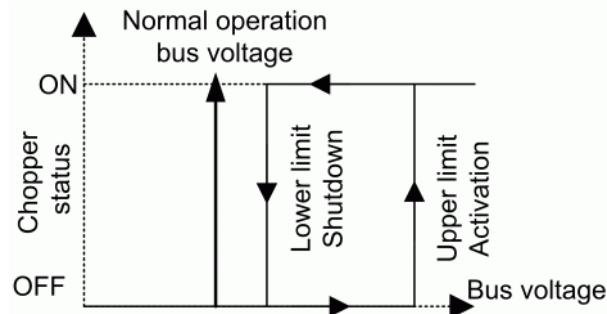 Normal operation
bus voltage
ON
Chopper
status
Lower limit
Shutdown
Upper limit
Activation
OFF
Bus voltage